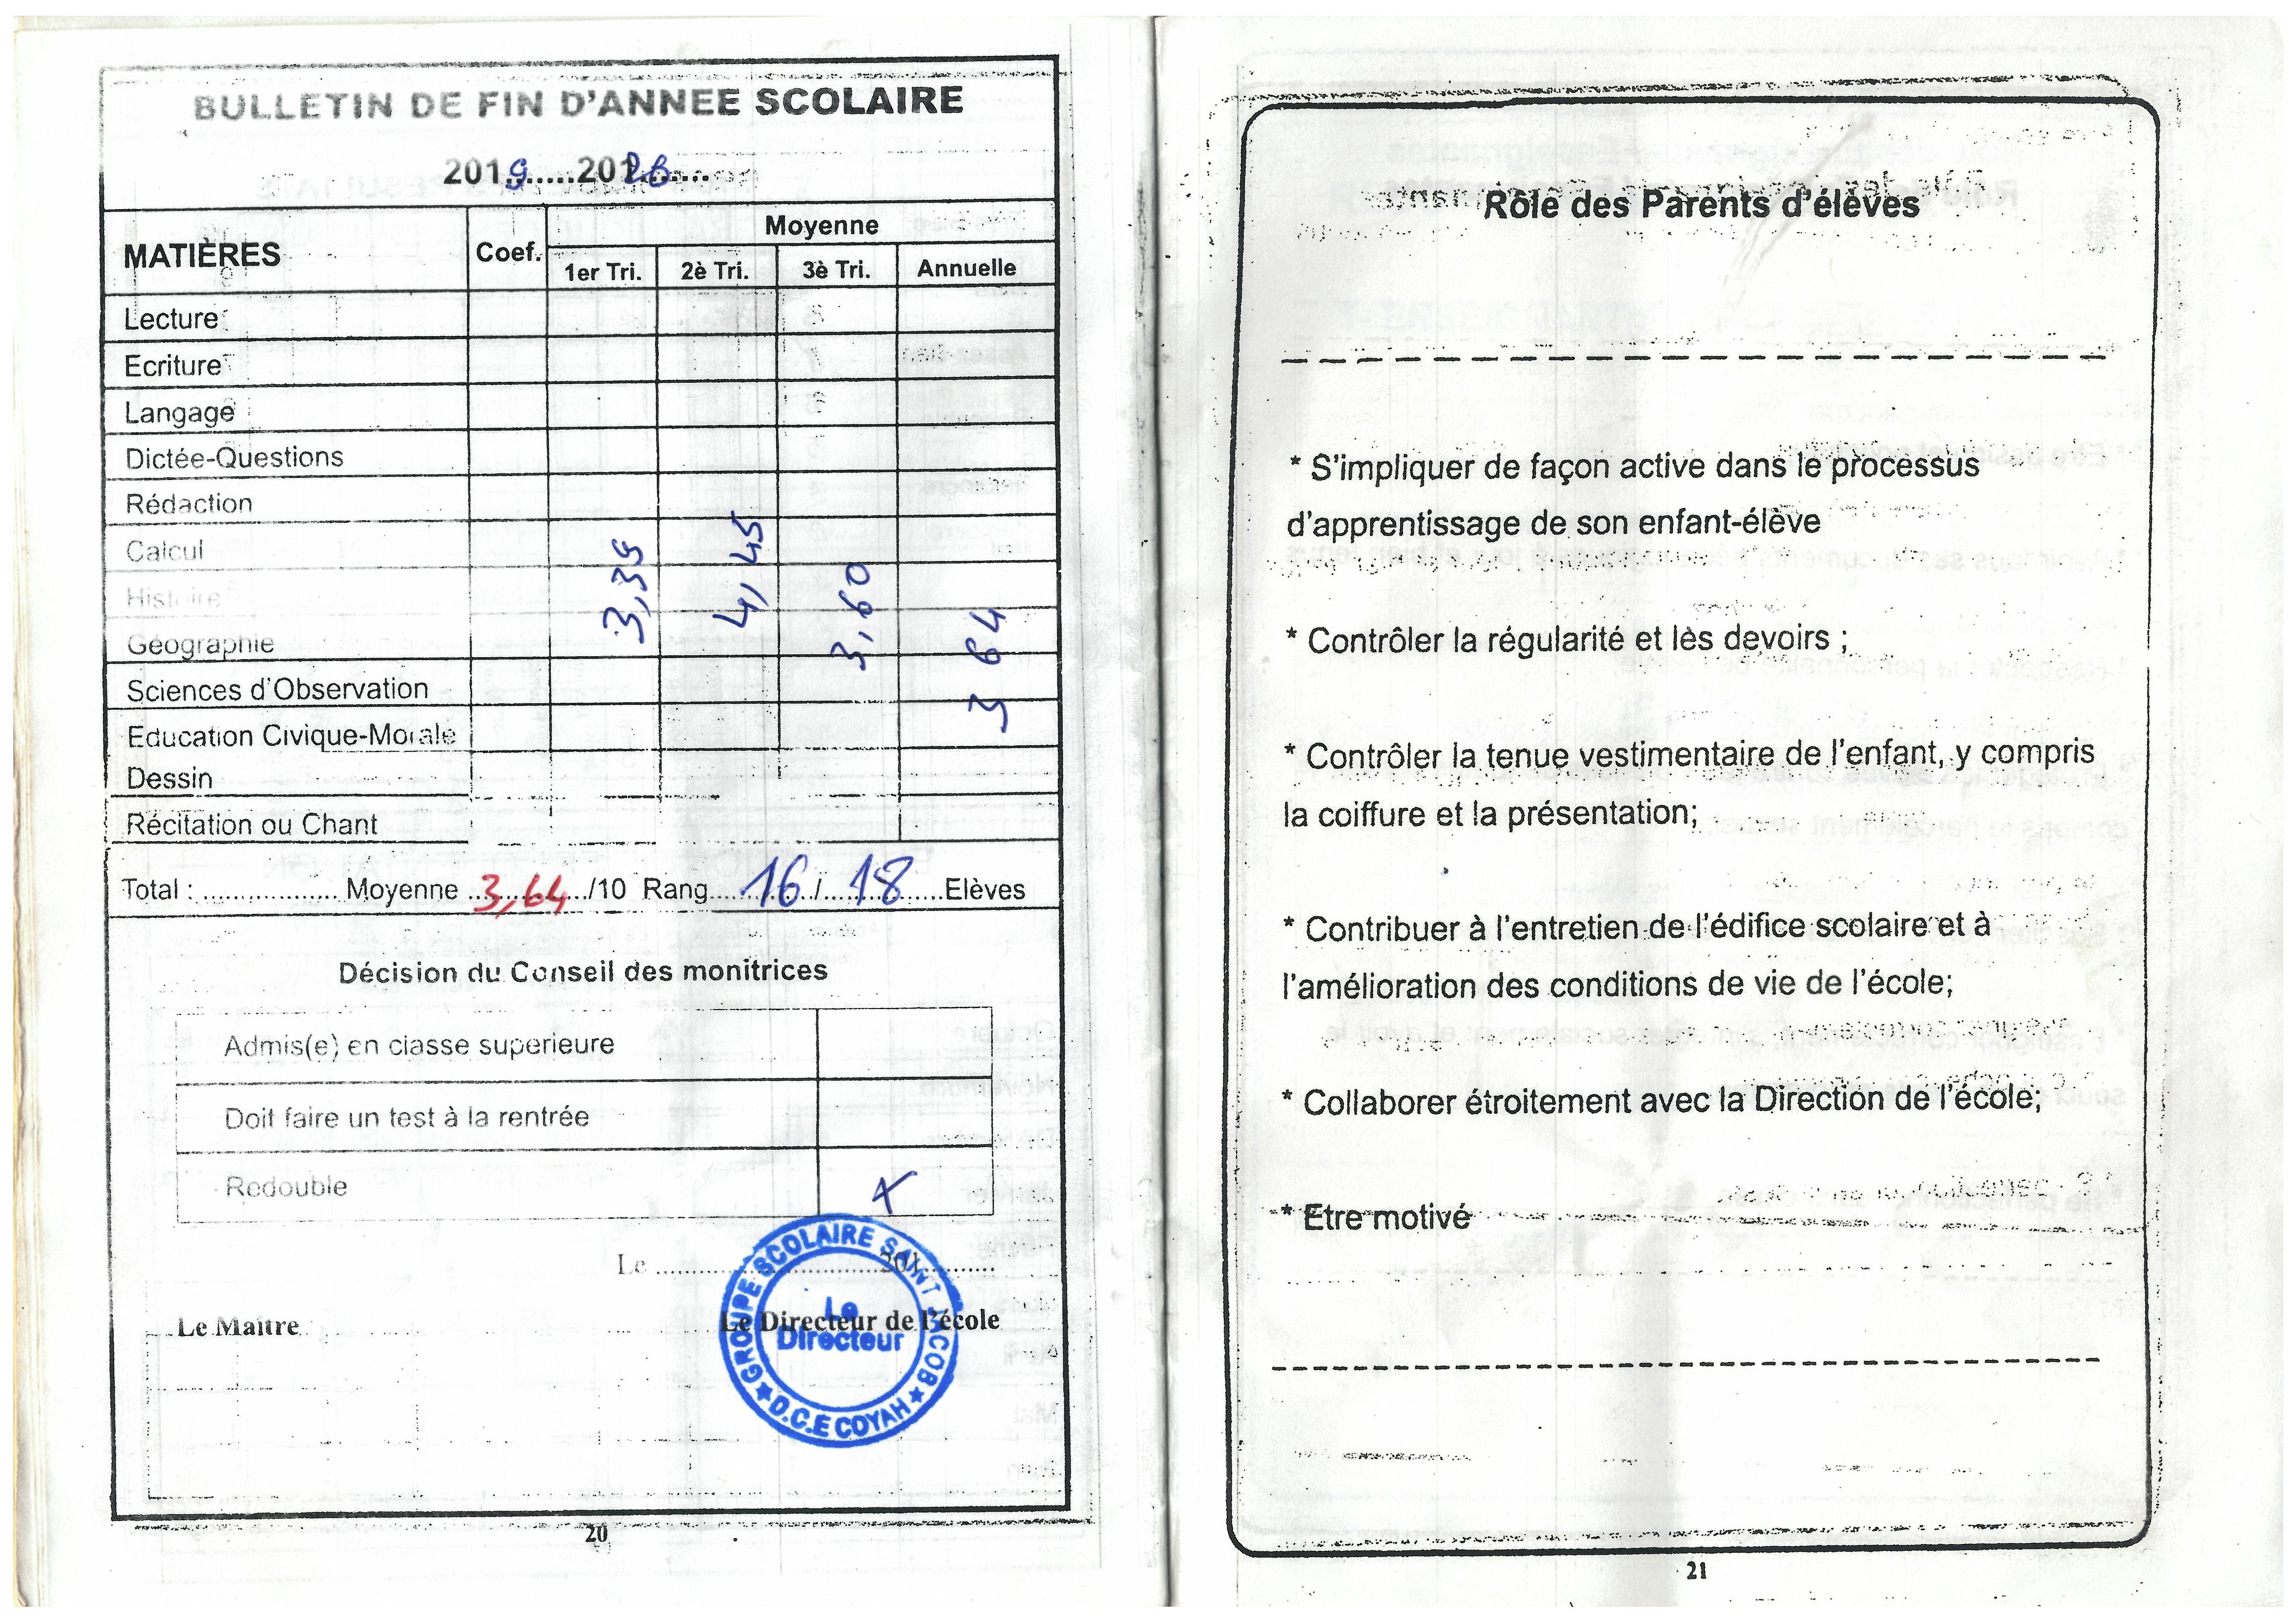 BULLETIN DE FIN D'ANNEE SCOLAIRE
2019......2020.......
MATIÈRES Coef. Moyenne
1er Tri. 2è Tri. 3è Tri. Annuelle
Lecture
Ecriture
Langage
Dictée-Questions
Rédaction
Calcul
Histoire
Géographie
Sciences d'Observation
Education Civique-Morale
Dessin
Récitation ou Chant
3,39 4,45 3,60 3 64
Total : .................. Moyenne 3,64 /10 Rang 16 / 18 Elèves
Décision du Conseil des monitrices
Admis(e) en classe superieure
Doit faire un test à la rentrée
Redouble X
Le .................................201..........
Le Maître Le Directeur de l'école
GROUPE SCOLAIRE SAINT JACOB
Le
Directeur
D.C.E COYAH
20
Rôle des Parents d'élèves
* S'impliquer de façon active dans le processus
d'apprentissage de son enfant-élève
* Contrôler la régularité et lès devoirs ;
* Contrôler la tenue vestimentaire de l'enfant, y compris
la coiffure et la présentation;
* Contribuer à l'entretien de l'édifice scolaire et à
l'amélioration des conditions de vie de l'école;
* Collaborer étroitement avec la Direction de l'école;
* Etre motivé
21